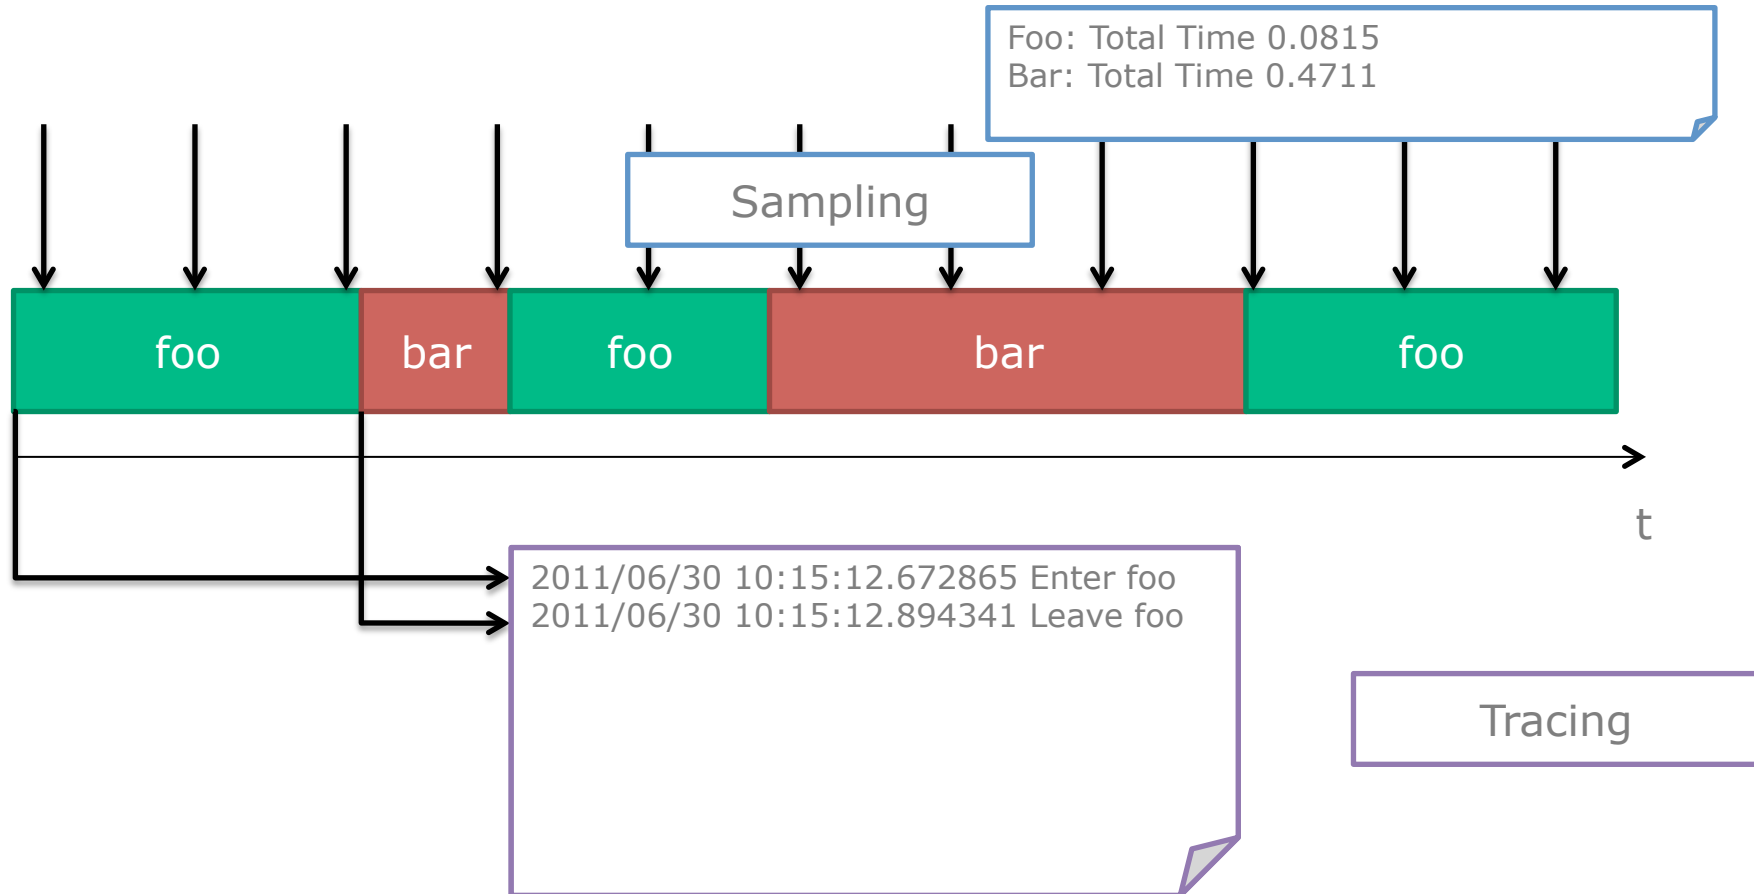 Foo: Total Time 0.0815
Bar: Total Time 0.4711
Sampling
foo
bar
foo
bar
foo
t
2011/06/30 10:15:12.672865 Enter foo
2011/06/30 10:15:12.894341 Leave foo
Tracing